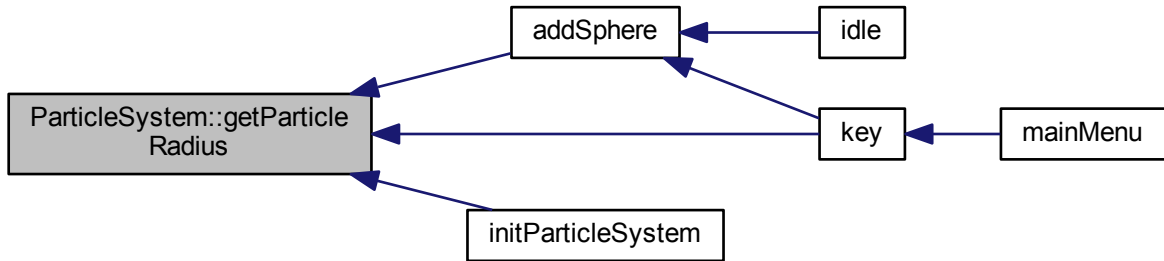 addSphere
idle
ParticleSystem::getParticle
Radius
key
mainMenu
initParticleSystem